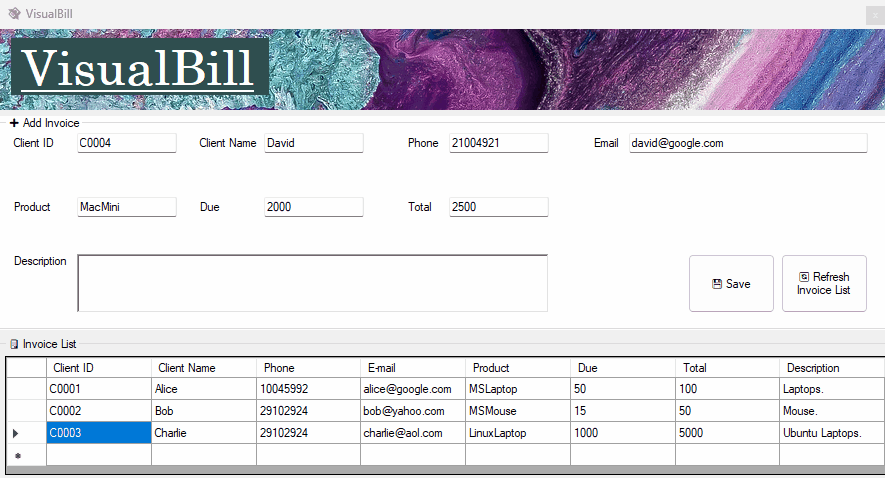 VisualBill
VisualBill
Add Invoice
Client ID C0004 Client Name David Phone 21004921 Email david@google.com
Product MacMini Due 2000 Total 2500
Description
Save
Refresh
Invoice List
Invoice List
Client ID Client Name Phone E-mail Product Due Total Description
C0001 Alice 10045992 alice@google.com MSLaptop 50 100 Laptops.
C0002 Bob 29102924 bob@yahoo.com MSMouse 15 50 Mouse.
C0003 Charlie 29102924 charlie@aol.com LinuxLaptop 1000 5000 Ubuntu Laptops.